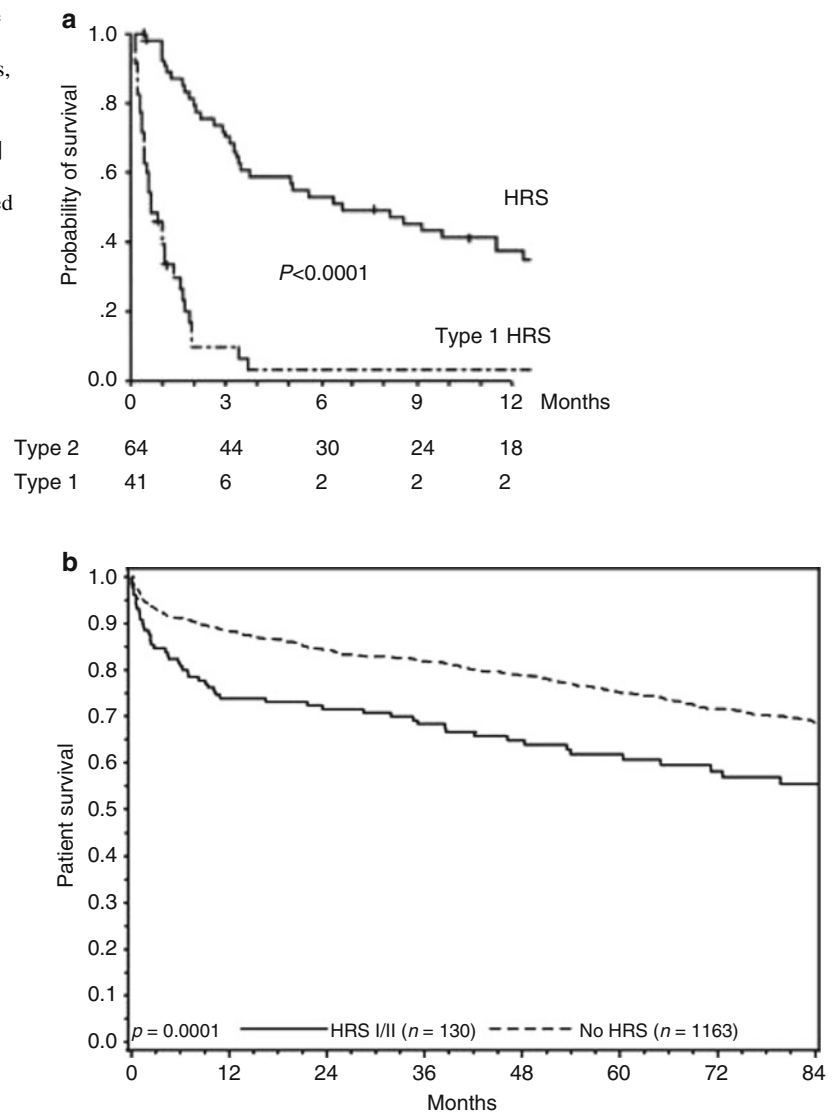 a
s,
]
ed
Probability of survival
1.0
.8
.6
.4
.2
0.0
HRS
P<0.0001
Type 1 HRS
0 3 6 9 12 Months
Type 2 64 44 30 24 18
Type 1 41 6 2 2 2
b
Patient survival
1.0
0.9
0.8
0.7
0.6
0.5
0.4
0.3
0.2
0.1
0.0
p = 0.0001 HRS I/II (n = 130) No HRS (n = 1163)
0 12 24 36 48 60 72 84
Months